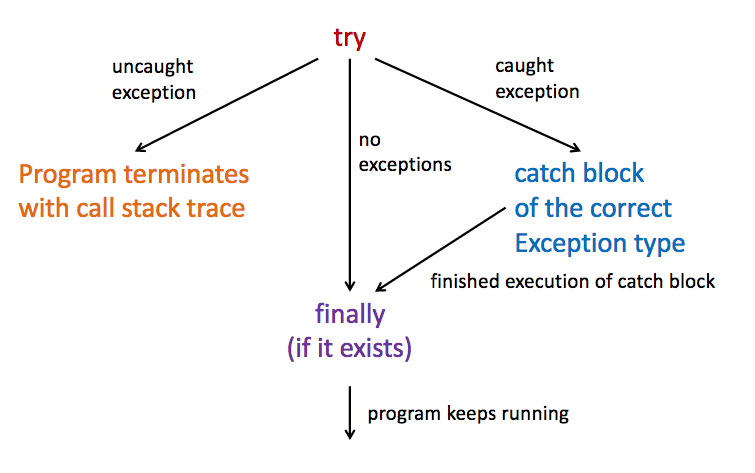 try
uncaught
exception
caught
exception
no
exceptions
Program terminates
with call stack trace
catch block
of the correct
Exception type
finished execution of catch block
finally
(if it exists)
program keeps running